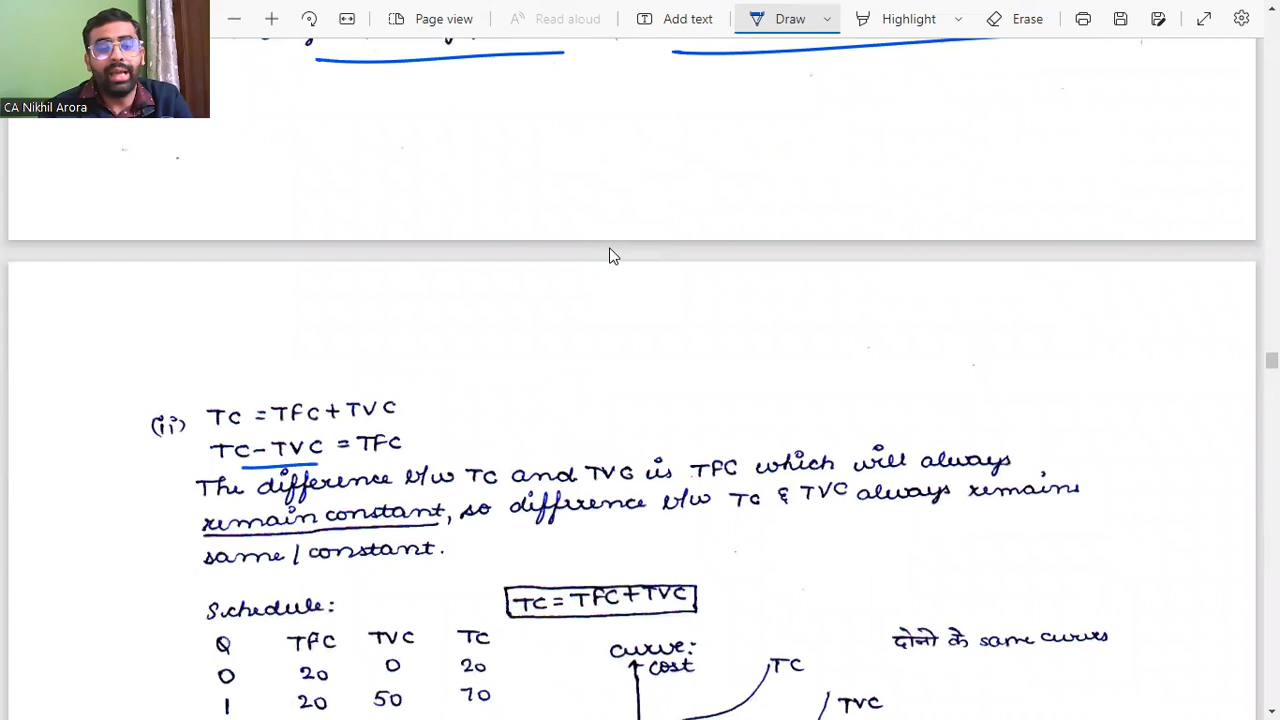 Page view
Read aloud
Add text
Draw
Highlight
Erase
CA Nikhil Arora
(ii) TC = TFC + TVC
TC - TVC = TFC
The difference b/w TC and TVC is TFC which will always
remain constant, so difference b/w TC & TVC always remains
same / constant.
Schedule:
TC = TFC + TVC
Q TFC TVC TC
0 20 0 20
1 20 50 70
curve:
cost
TC
TVC
दोनो के same curves